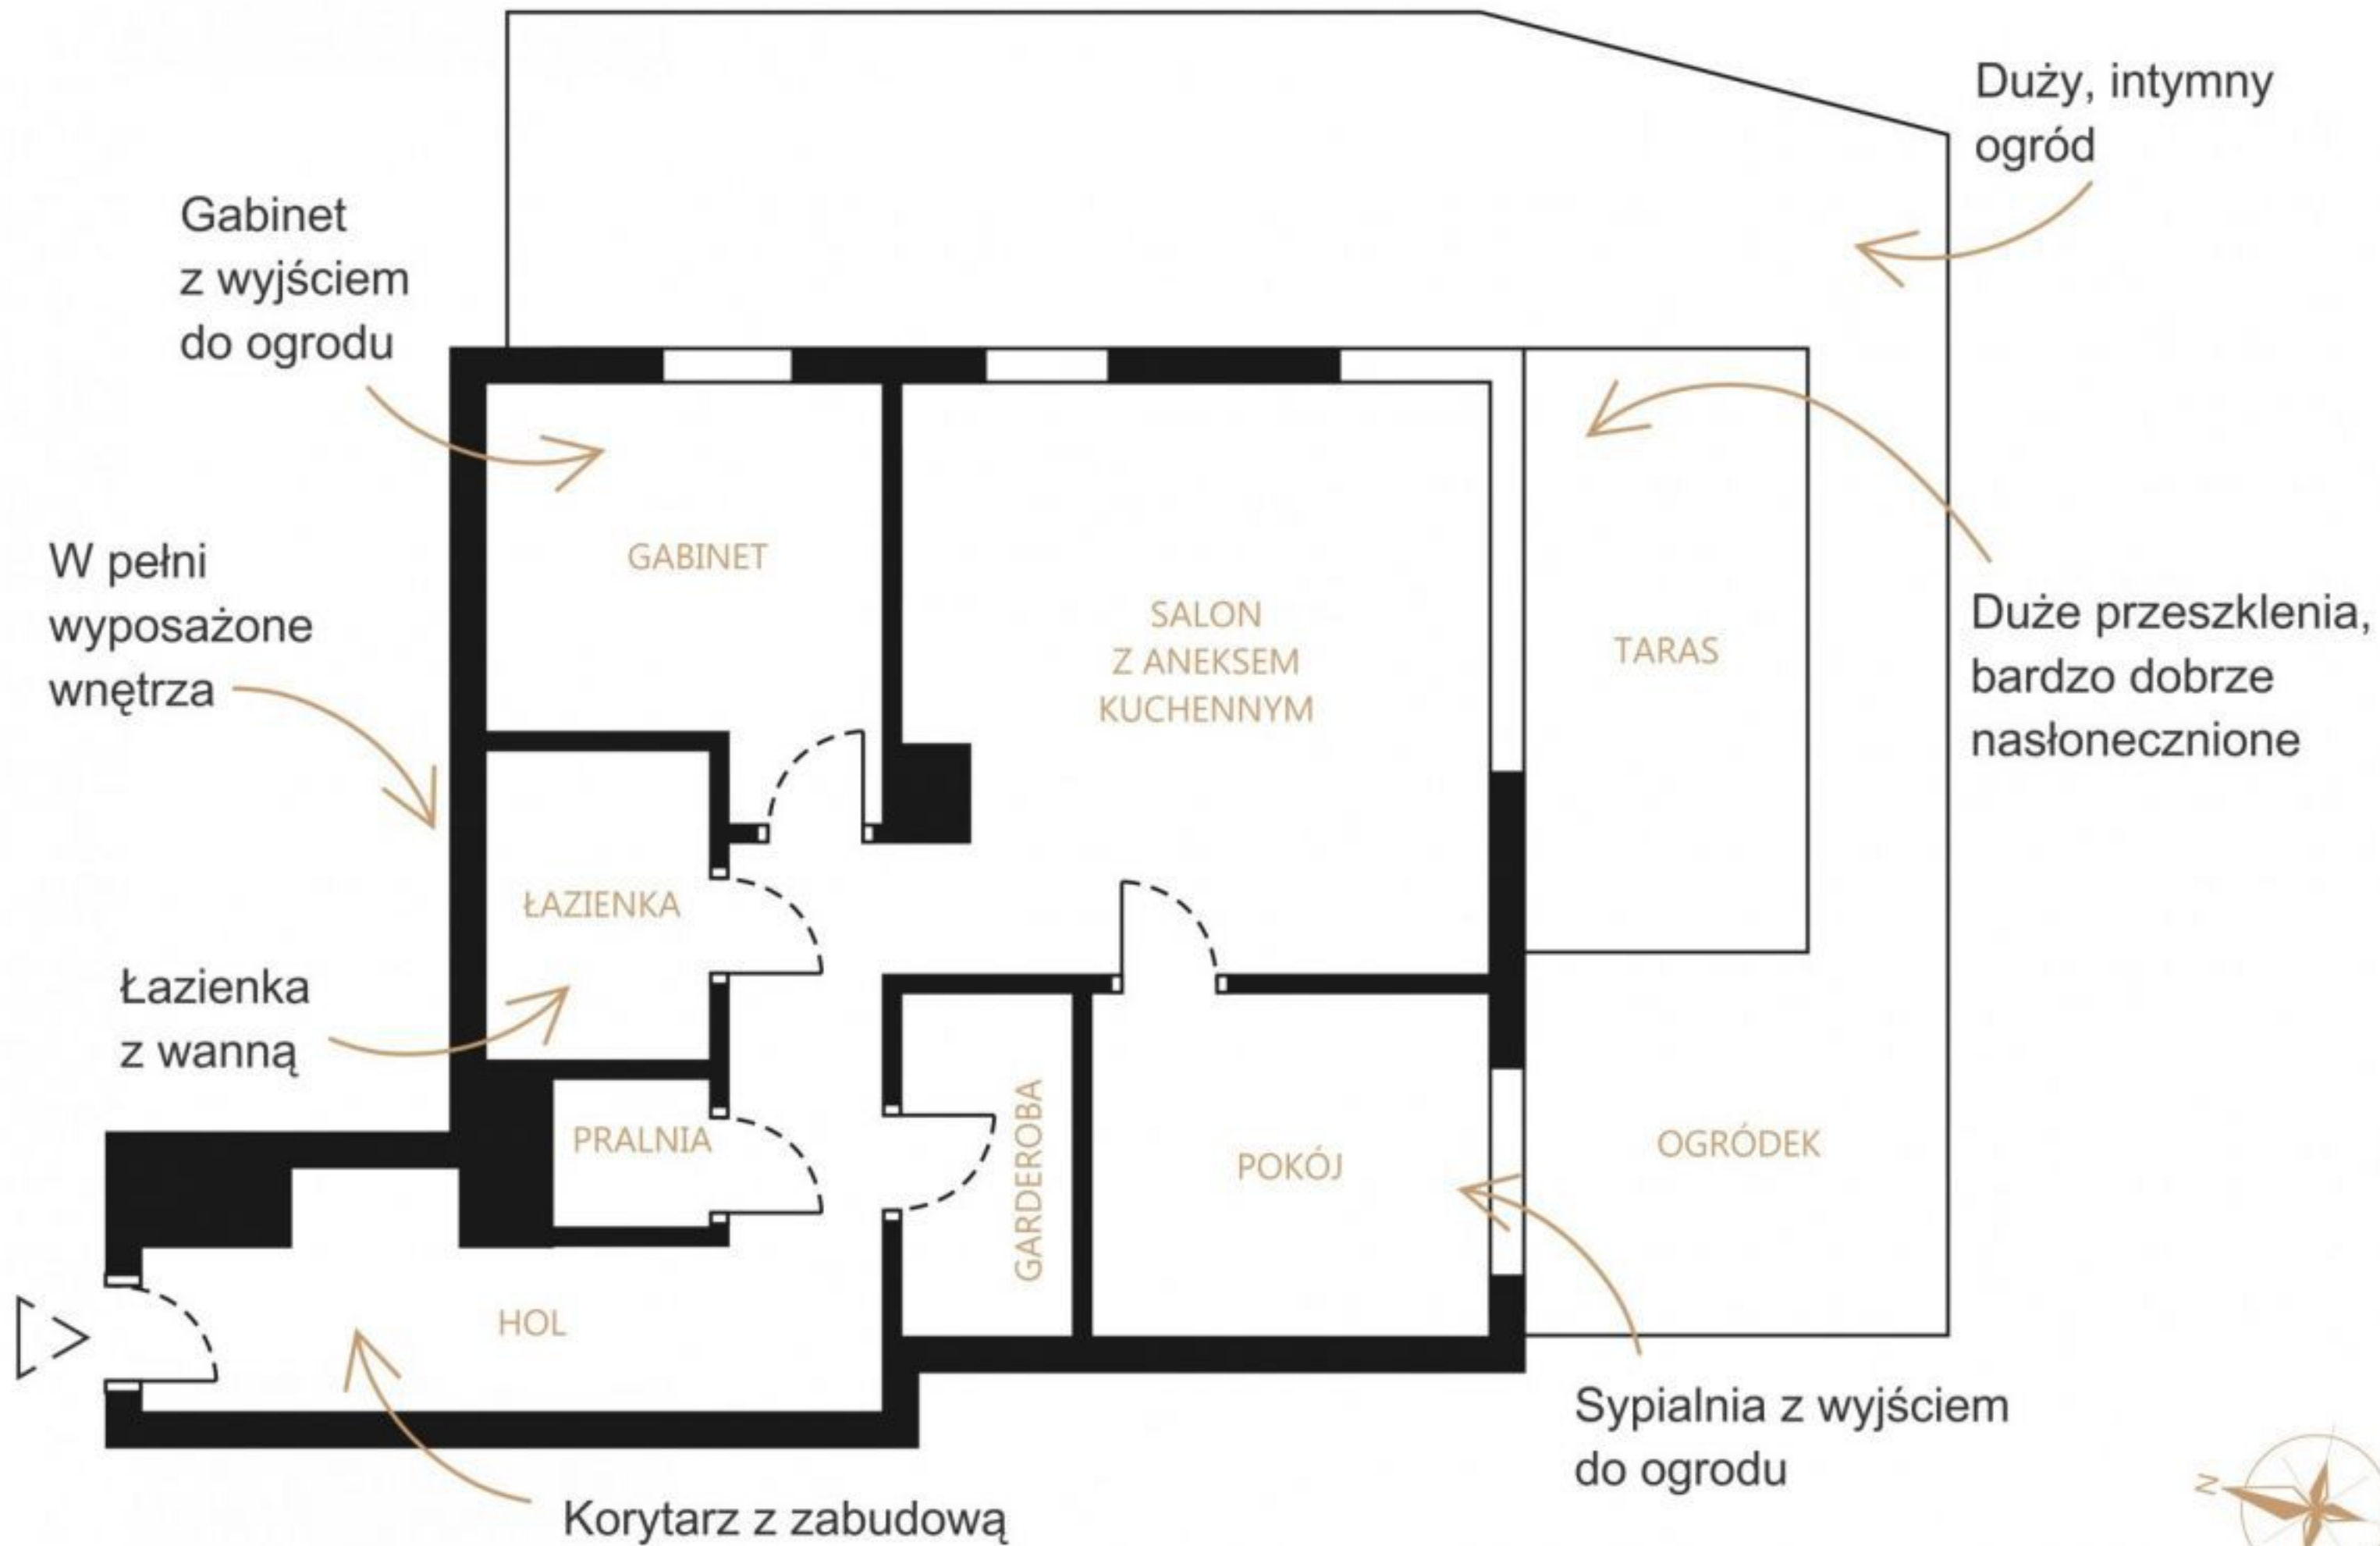 Duży, intymny
ogród
Gabinet
z wyjściem
do ogrodu
W pełni
wyposażone
wnętrza
GABINET
SALON
Z ANEKSEM
KUCHENNYM
TARAS
Duże przeszklenia,
bardzo dobrze
nasłonecznione
ŁAZIENKA
Łazienka
z wanną
PRALNIA
GARDEROBA
POKÓJ
OGRÓDEK
HOL
Sypialnia z wyjściem
do ogrodu
Korytarz z zabudową
N